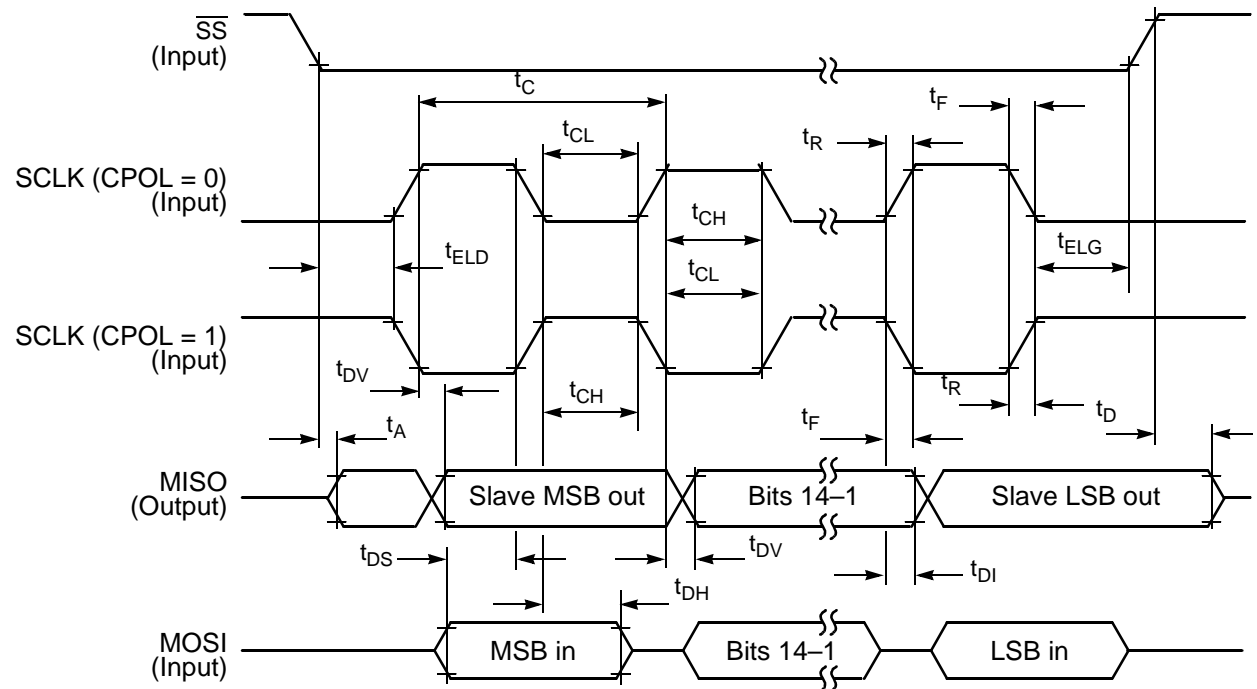 SS
(Input)
tC
tF
tCL
tR
SCLK (CPOL = 0)
(Input)
tCH
tELD
tELG
tCL
SCLK (CPOL = 1)
(Input)
tDV
tR
tCH
tD
tA
tF
MISO
(Output)
Slave MSB out
Bits 14–1
Slave LSB out
tDS
tDV
tDI
tDH
MOSI
(Input)
MSB in
Bits 14–1
LSB in